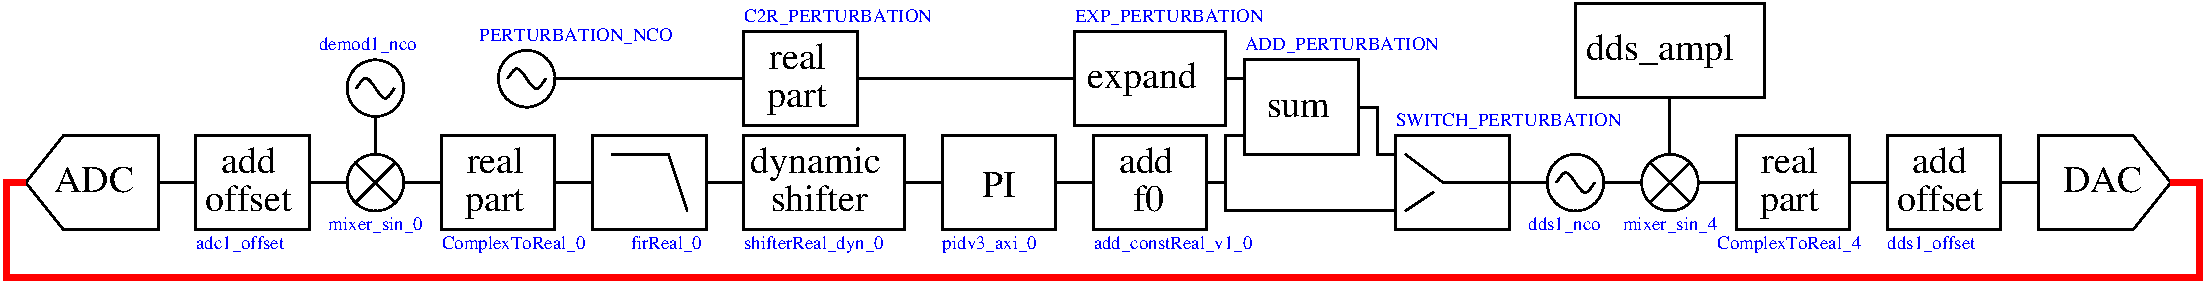 C2R_PERTURBATION
EXP_PERTURBATION
PERTURBATION_NCO
demod1_nco
ADD_PERTURBATION
real
part
expand
sum
dds_ampl
SWITCH_PERTURBATION
ADC
add
offset
real
part
dynamic
shifter
PI
add
f0
real
part
add
offset
DAC
mixer_sin_0
dds1_nco
mixer_sin_4
adc1_offset
ComplexToReal_0
firReal_0
shifterReal_dyn_0
pidv3_axi_0
add_constReal_v1_0
ComplexToReal_4
dds1_offset